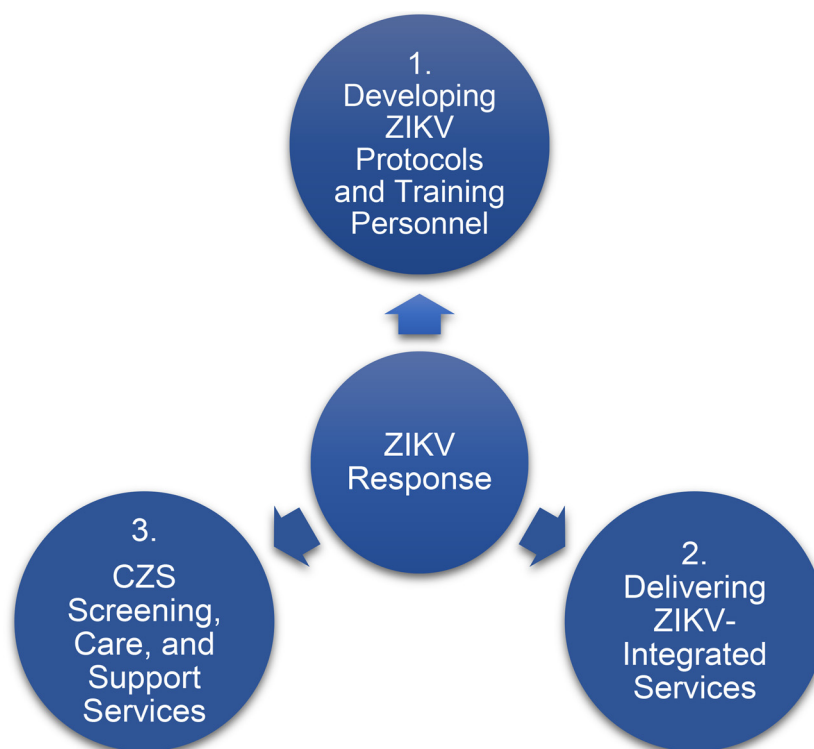 1.
Developing
ZIKV
Protocols
and Training
Personnel
ZIKV
Response
3.
CZS
Screening,
Care, and
Support
Services
2.
Delivering
ZIKV-
Integrated
Services